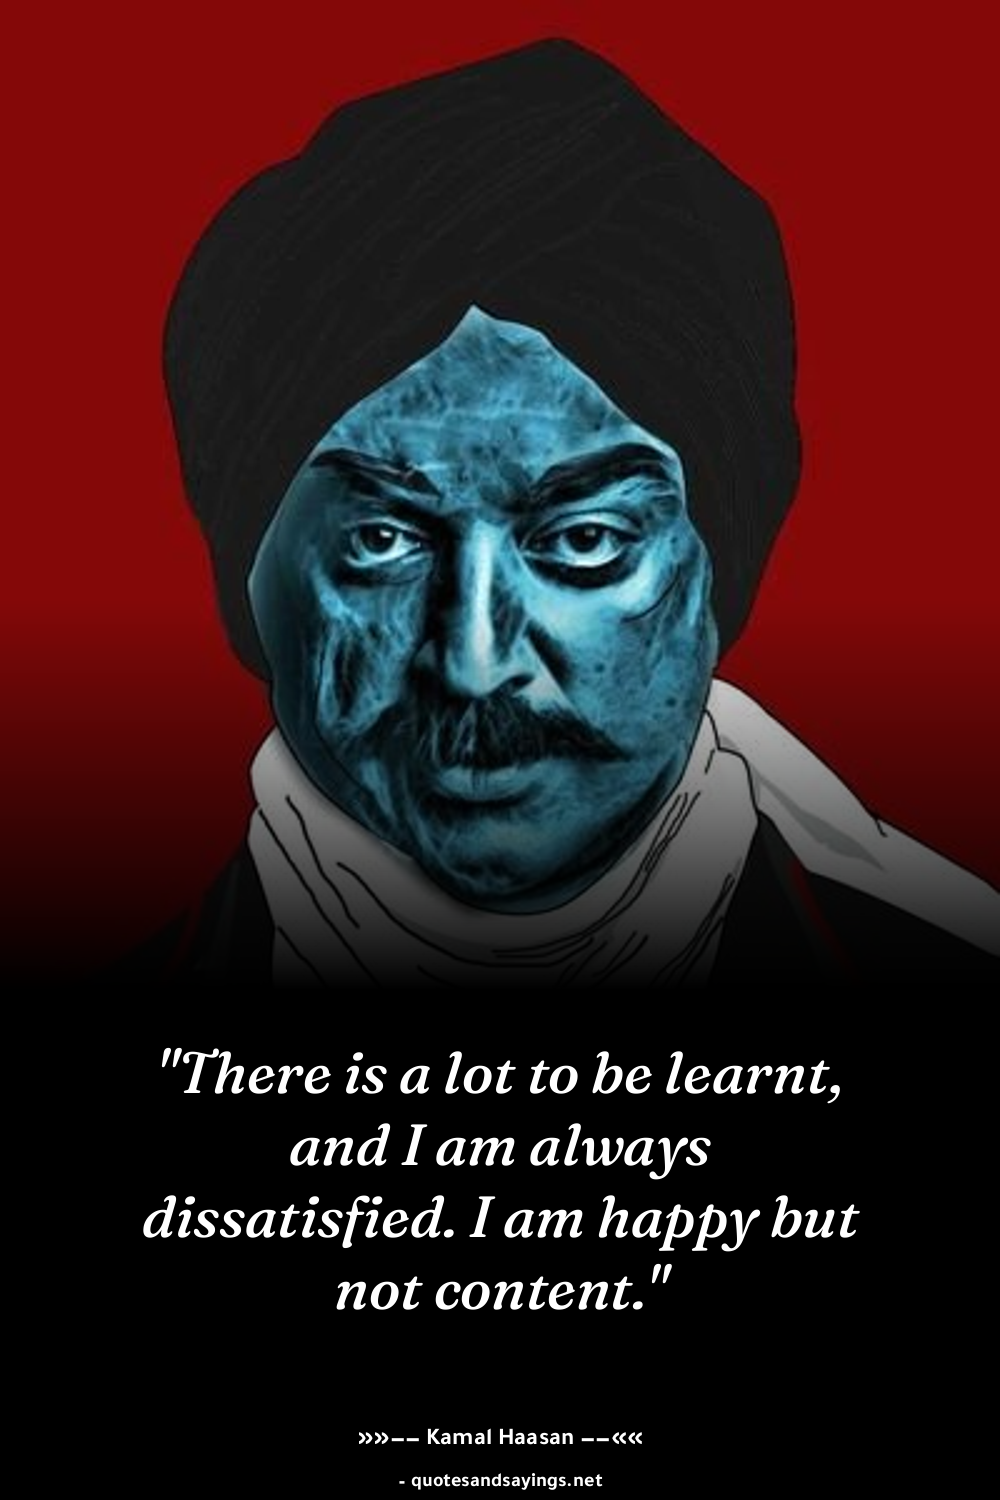 "There is a lot to be learnt,
and I am always
dissatisfied. I am happy but
not content."
»»−− Kamal Haasan −−««
- quotesandsayings.net